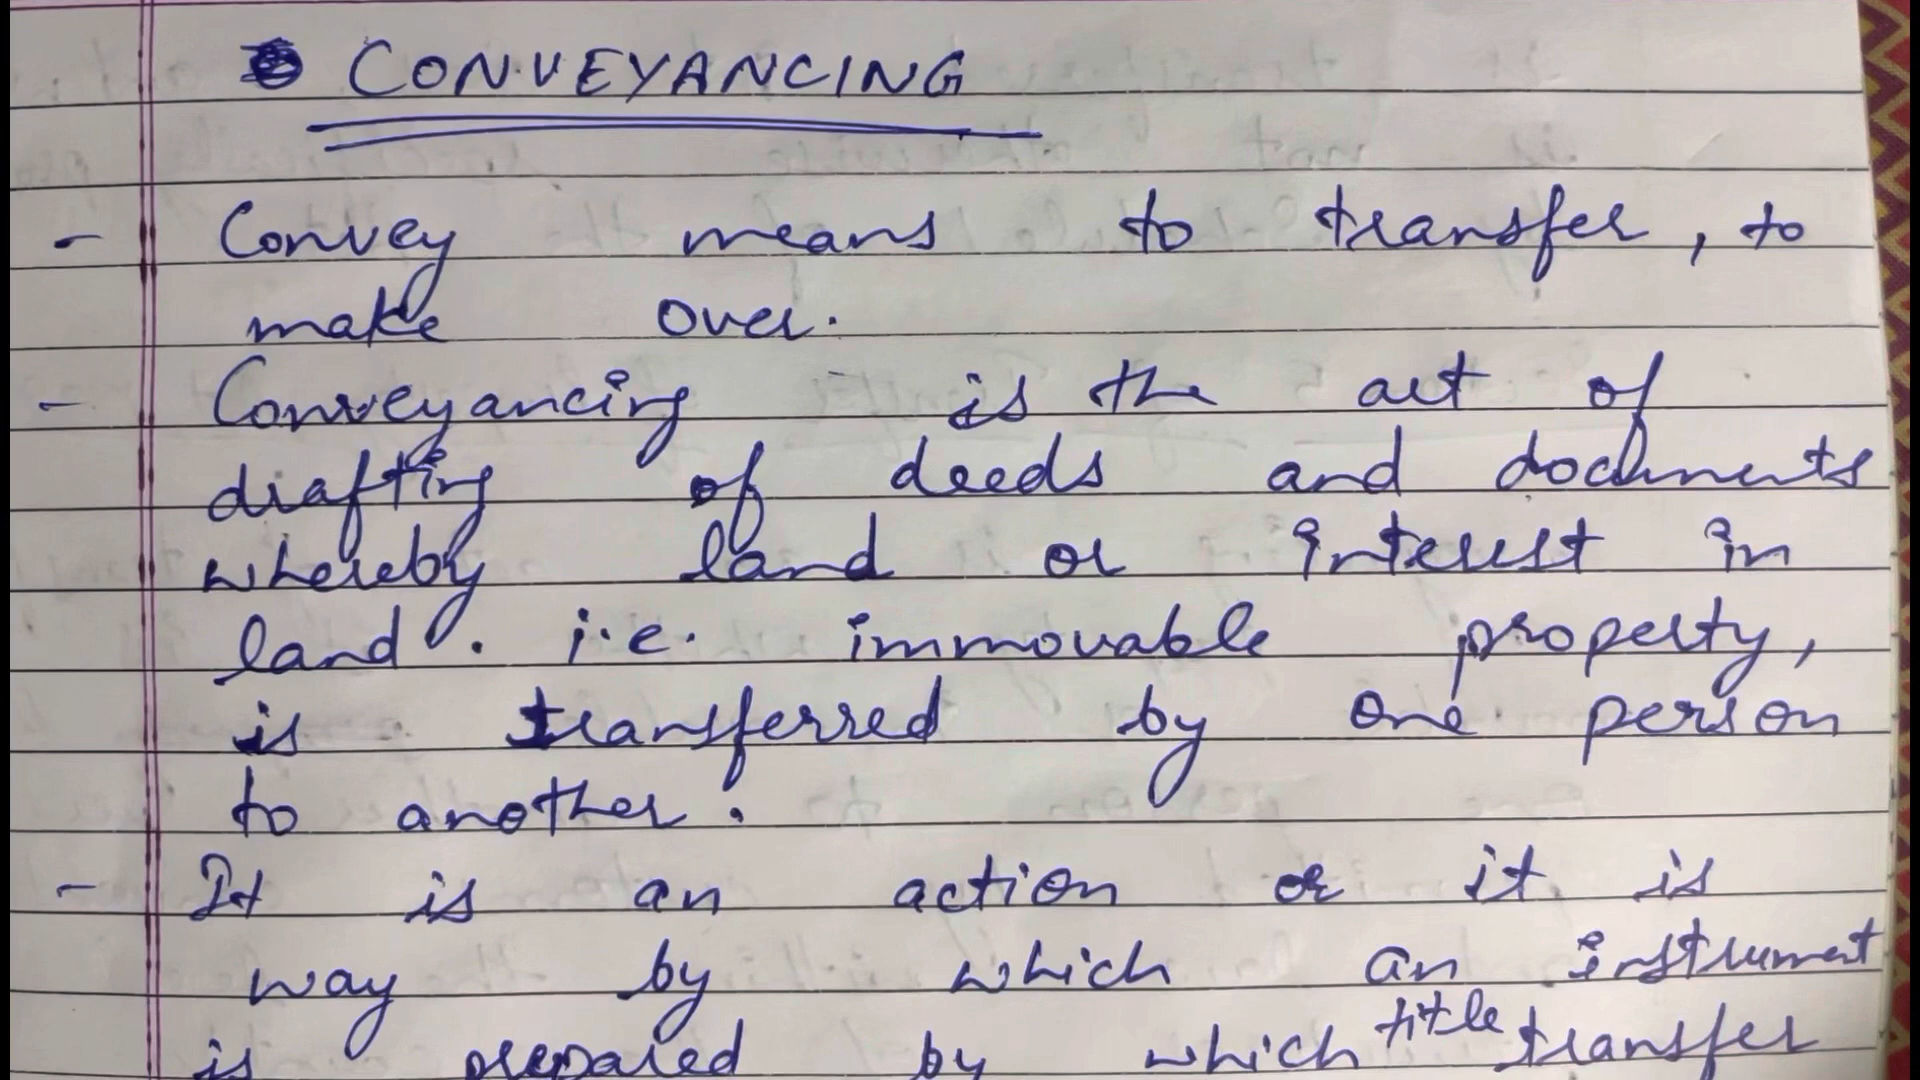 CONVEYANCING
- Convey means to transfer, to
make over.
- Conveyancing is the art of
drafting of deeds and documents
whereby land or interest in
land. i.e. immovable property,
is transferred by one person
to another.
- It is an action or it is
way by which an instrument
is prepared by which title transfer